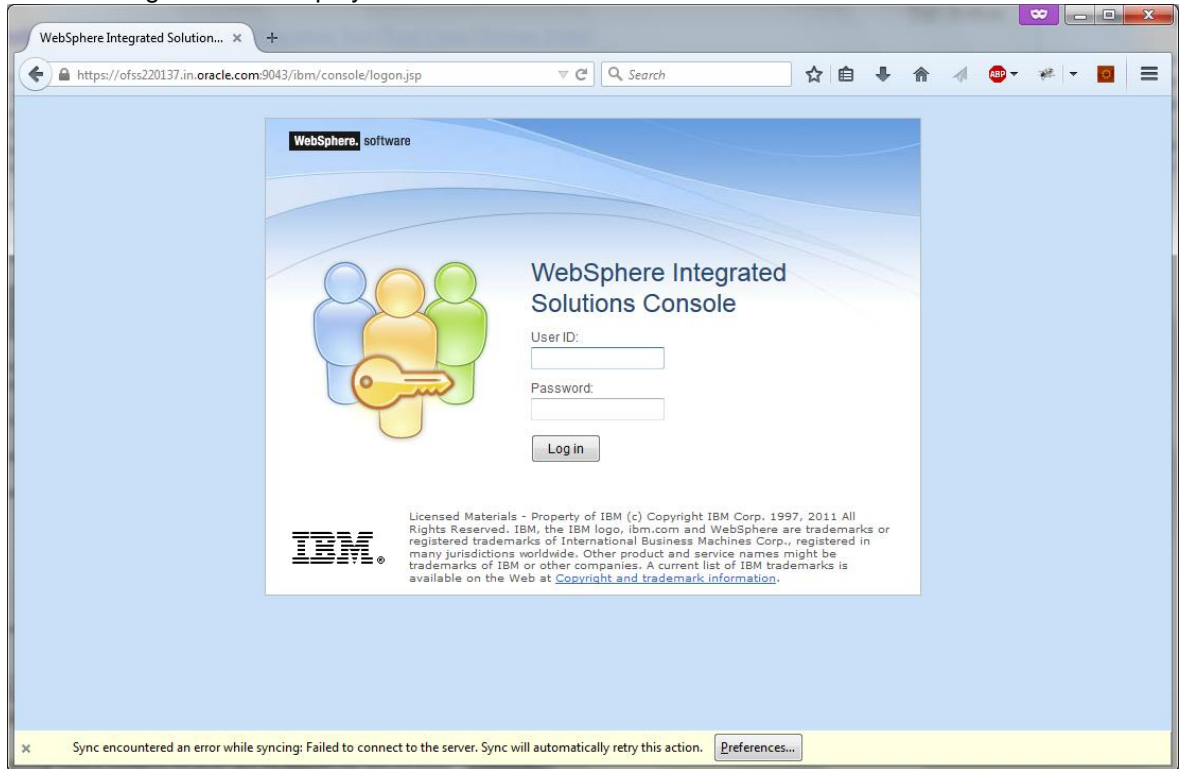 WebSphere Integrated Solution...
https://ofss220137.in.oracle.com:9043/ibm/console/logon.jsp
Search
ABP
WebSphere. software
WebSphere Integrated
Solutions Console
User ID:
Password:
Log in
IBM®
Licensed Materials - Property of IBM (c) Copyright IBM Corp. 1997, 2011 All
Rights Reserved. IBM, the IBM logo, ibm.com and WebSphere are trademarks or
registered trademarks of International Business Machines Corp., registered in
many jurisdictions worldwide. Other product and service names might be
trademarks of IBM or other companies. A current list of IBM trademarks is
available on the Web at Copyright and trademark information.
Sync encountered an error while syncing: Failed to connect to the server. Sync will automatically retry this action. Preferences...